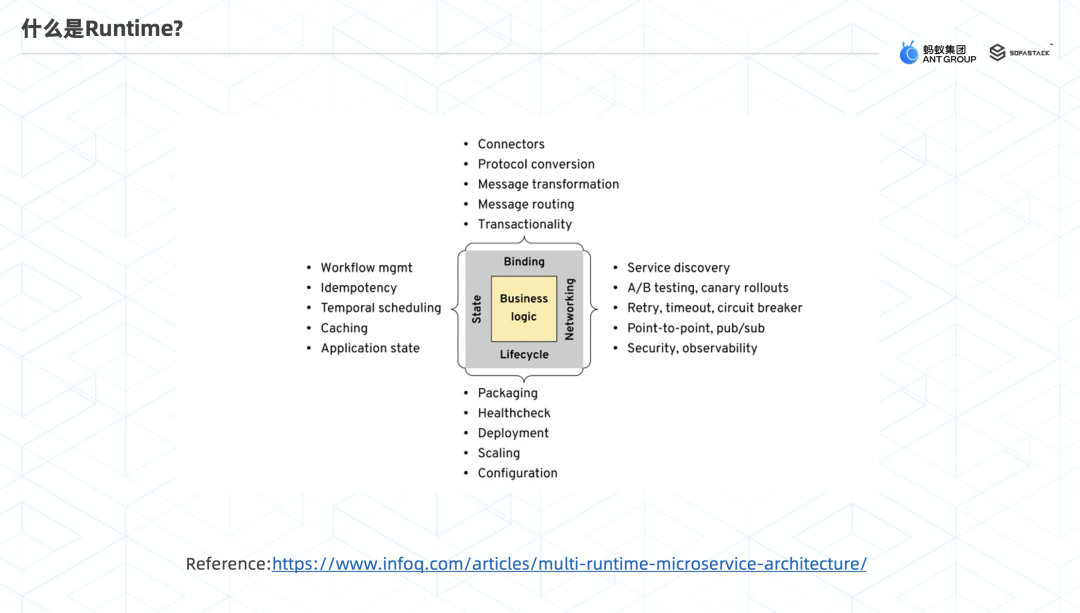 什么是Runtime?
蚂蚁集团
ANT GROUP
SOFASTACK
• Connectors
• Protocol conversion
• Message transformation
• Message routing
• Transactionality
• Workflow mgmt
• Idempotency
• Temporal scheduling
• Caching
• Application state
Binding
State
Business
logic
Networking
Lifecycle
• Service discovery
• A/B testing, canary rollouts
• Retry, timeout, circuit breaker
• Point-to-point, pub/sub
• Security, observability
• Packaging
• Healthcheck
• Deployment
• Scaling
• Configuration
Reference:https://www.infoq.com/articles/multi-runtime-microservice-architecture/